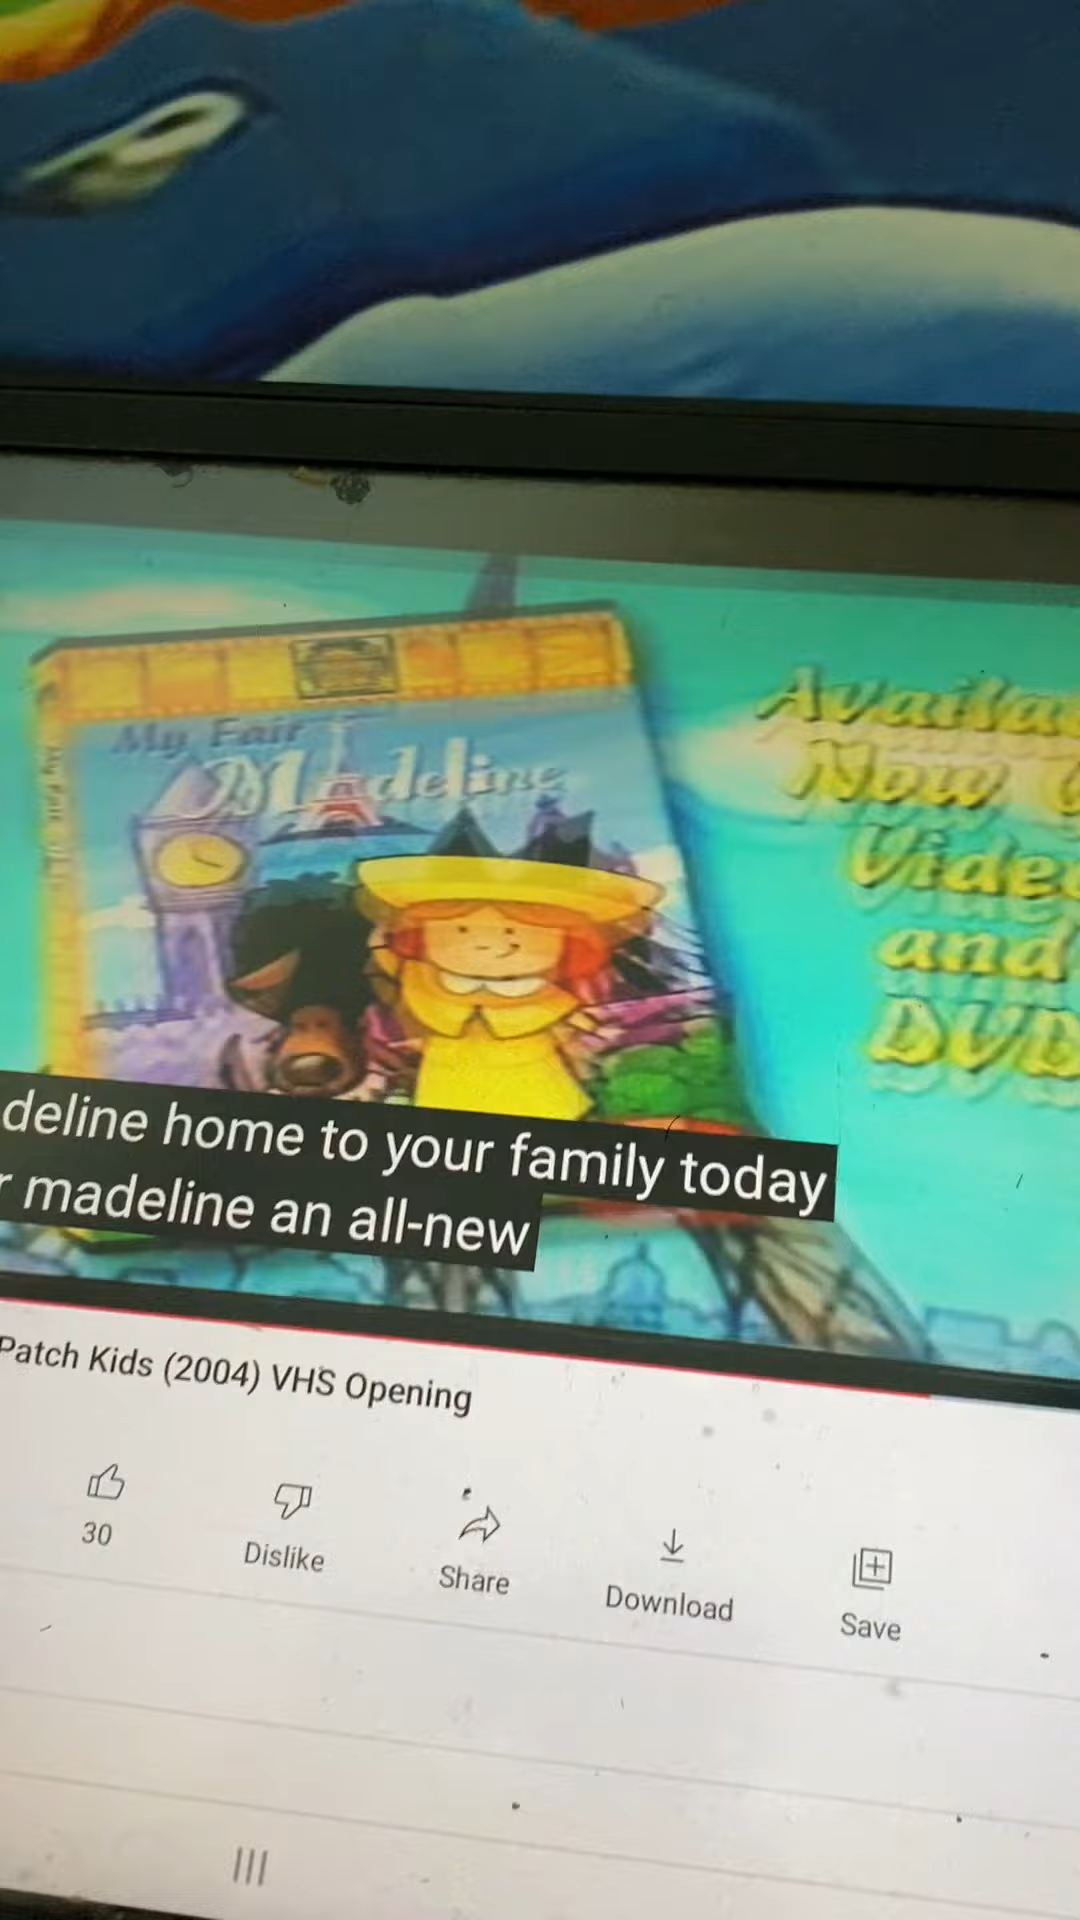 My Fair
Madeline
Availa
Now
Vide
and
DVD
deline home to your family today
r madeline an all-new
Patch Kids (2004) VHS Opening
30
Dislike
Share
Download
Save